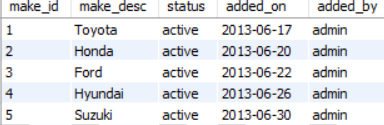 make_id make_desc status added_on added_by
1 Toyota active 2013-06-17 admin
2 Honda active 2013-06-20 admin
3 Ford active 2013-06-22 admin
4 Hyundai active 2013-06-26 admin
5 Suzuki active 2013-06-30 admin